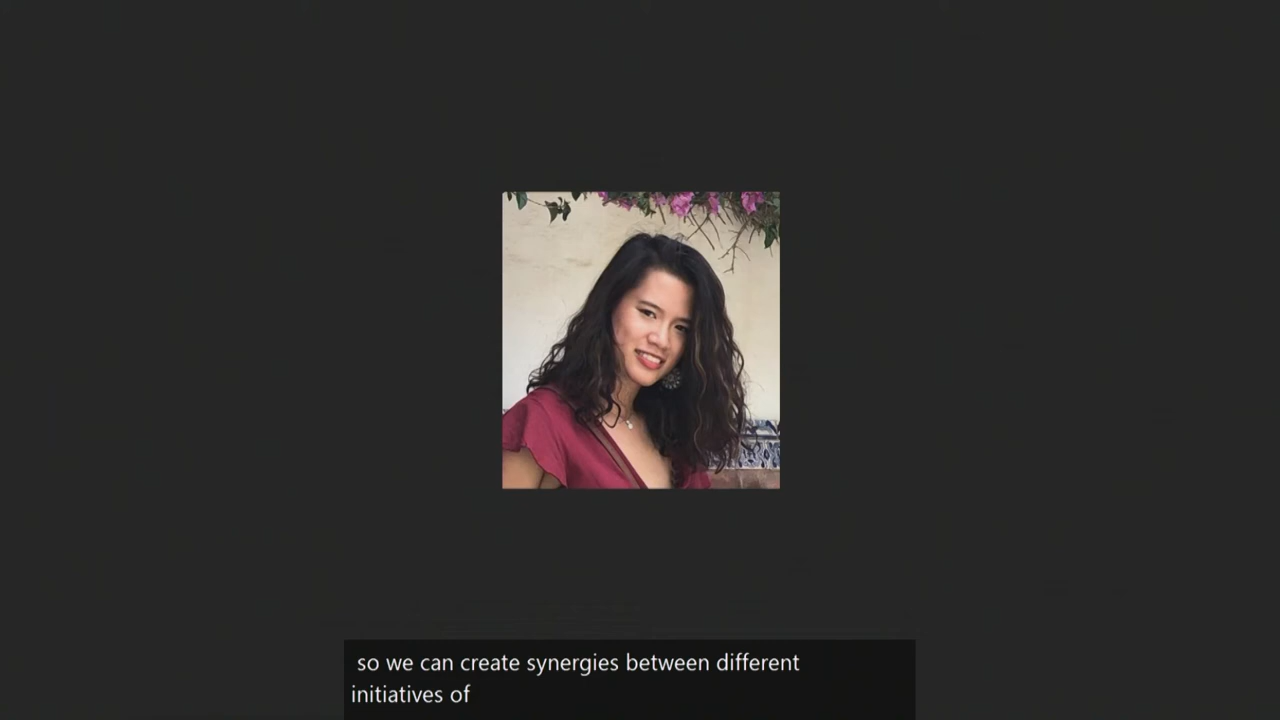 so we can create synergies between different
initiatives of